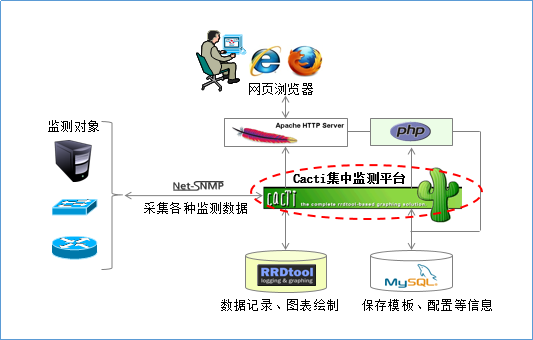 网页浏览器
监测对象
Apache HTTP Server
php
Cacti集中监测平台
Net-SNMP
cacti the complete rrdtool-based graphing solution
采集各种监测数据
RRDtool
logging & graphing
MySQL
数据记录、图表绘制
保存模板、配置等信息